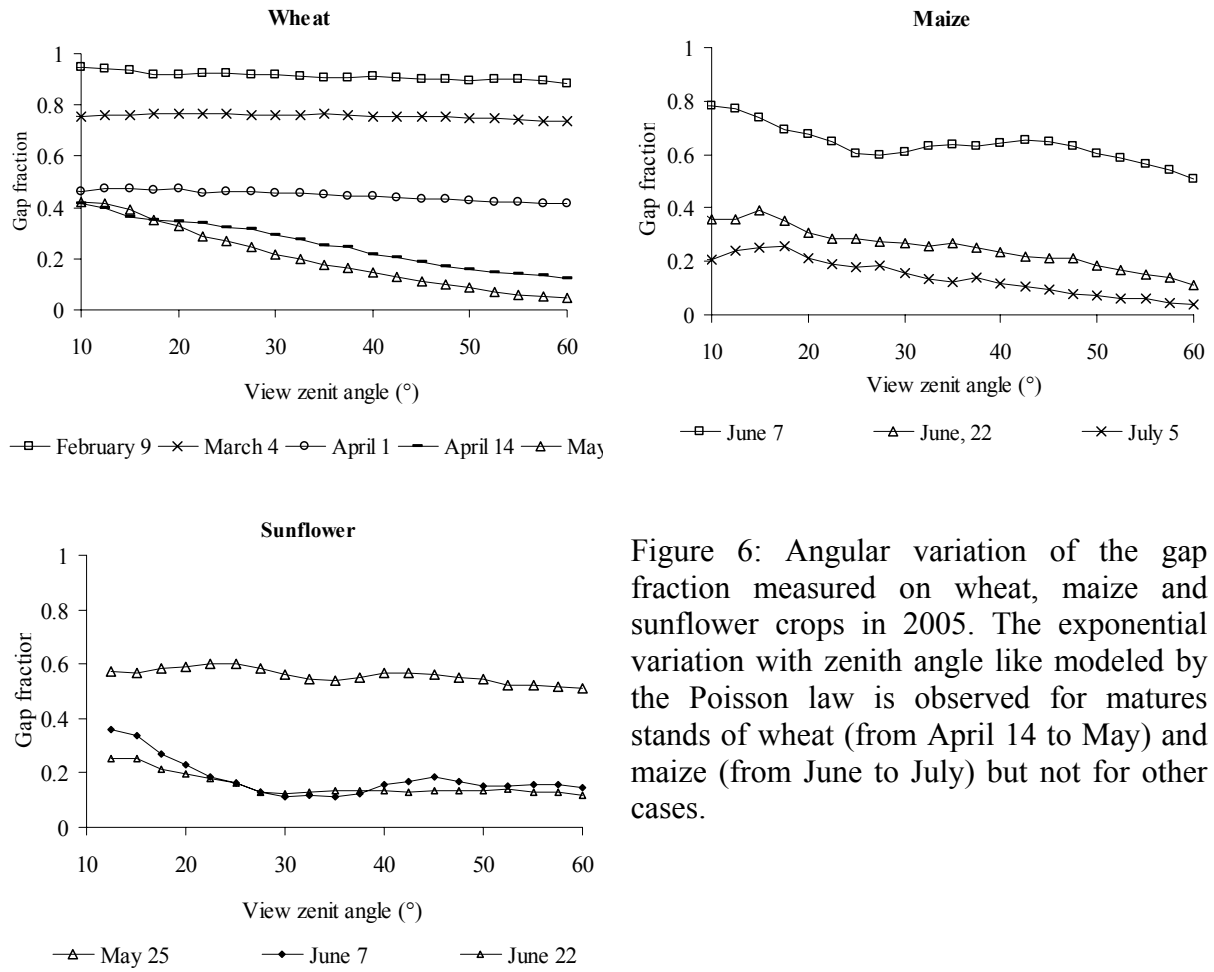 Wheat
1
0.8
0.6
0.4
0.2
0
Gap fraction
10 20 30 40 50 60
View zenit angle (°)
February 9 March 4 April 1 April 14 May
Maize
1
0.8
0.6
0.4
0.2
0
Gap fraction
10 20 30 40 50 60
View zenit angle (°)
June 7 June, 22 July 5
Sunflower
1
0.8
0.6
0.4
0.2
0
Gap fraction
10 20 30 40 50 60
View zenit angle (°)
May 25 June 7 June 22
Figure 6: Angular variation of the gap
fraction measured on wheat, maize and
sunflower crops in 2005. The exponential
variation with zenith angle like modeled by
the Poisson law is observed for matures
stands of wheat (from April 14 to May) and
maize (from June to July) but not for other
cases.